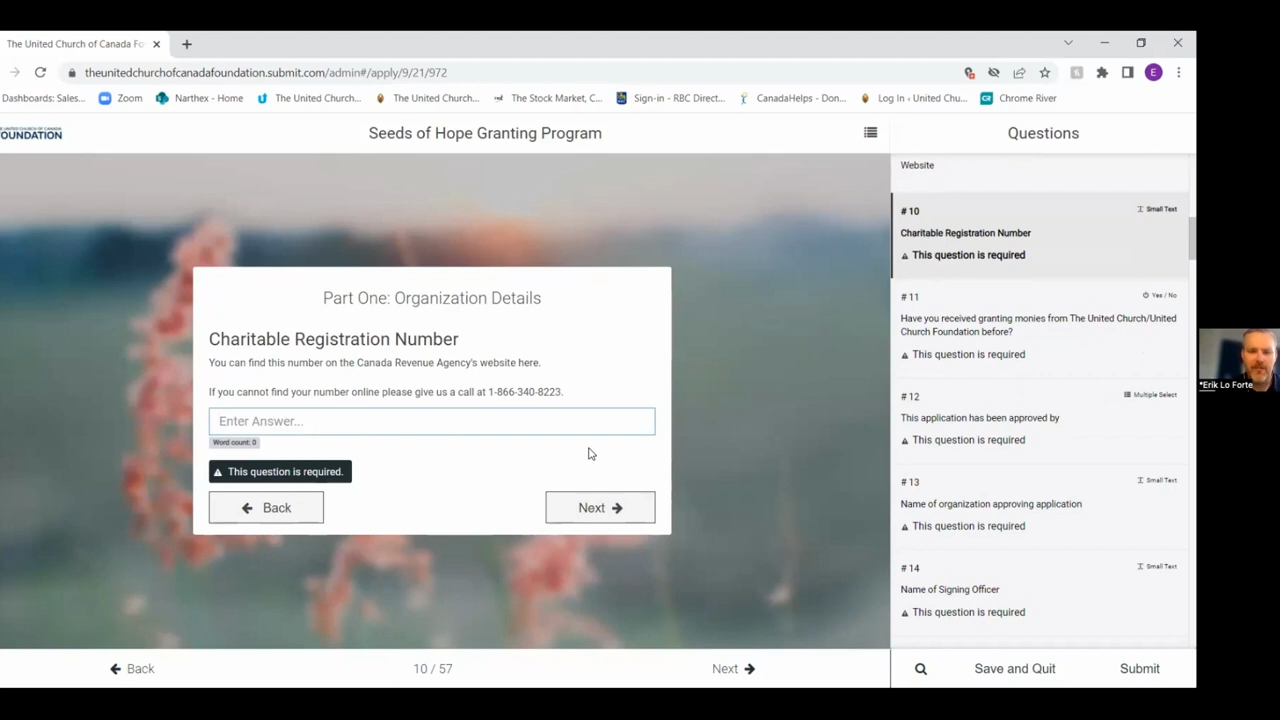 The United Church of Canada Fo
theunitedchurchofcanadafoundation.submit.com/admin#/apply/9/21/972
E
Dashboards: Sales...
Zoom
Narthex - Home
The United Church...
The United Church...
The Stock Market, C...
Sign-in - RBC Direct...
CanadaHelps - Don...
Log In ‹ United Chu...
CR
Chrome River
THE UNITED CHURCH OF CANADA
FOUNDATION
Seeds of Hope Granting Program
Questions
Part One: Organization Details
Charitable Registration Number
You can find this number on the Canada Revenue Agency's website here.
If you cannot find your number online please give us a call at 1-866-340-8223.
Enter Answer...
Word count: 0
This question is required.
Back
Next
Back
10 / 57
Next
Website
# 10
Small Text
Charitable Registration Number
This question is required
# 11
Yes / No
Have you received granting monies from The United Church/United
Church Foundation before?
This question is required
# 12
Multiple Select
This application has been approved by
This question is required
# 13
Small Text
Name of organization approving application
This question is required
# 14
Small Text
Name of Signing Officer
This question is required
Save and Quit
Submit
*Erik Lo Forte